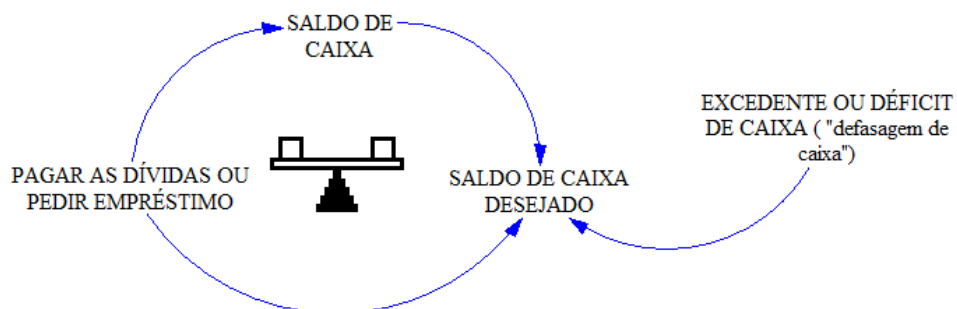 SALDO DE
CAIXA
EXCEDENTE OU DÉFICIT
DE CAIXA ( "defasagem de
caixa")
PAGAR AS DÍVIDAS OU
PEDIR EMPRÉSTIMO
SALDO DE CAIXA
DESEJADO